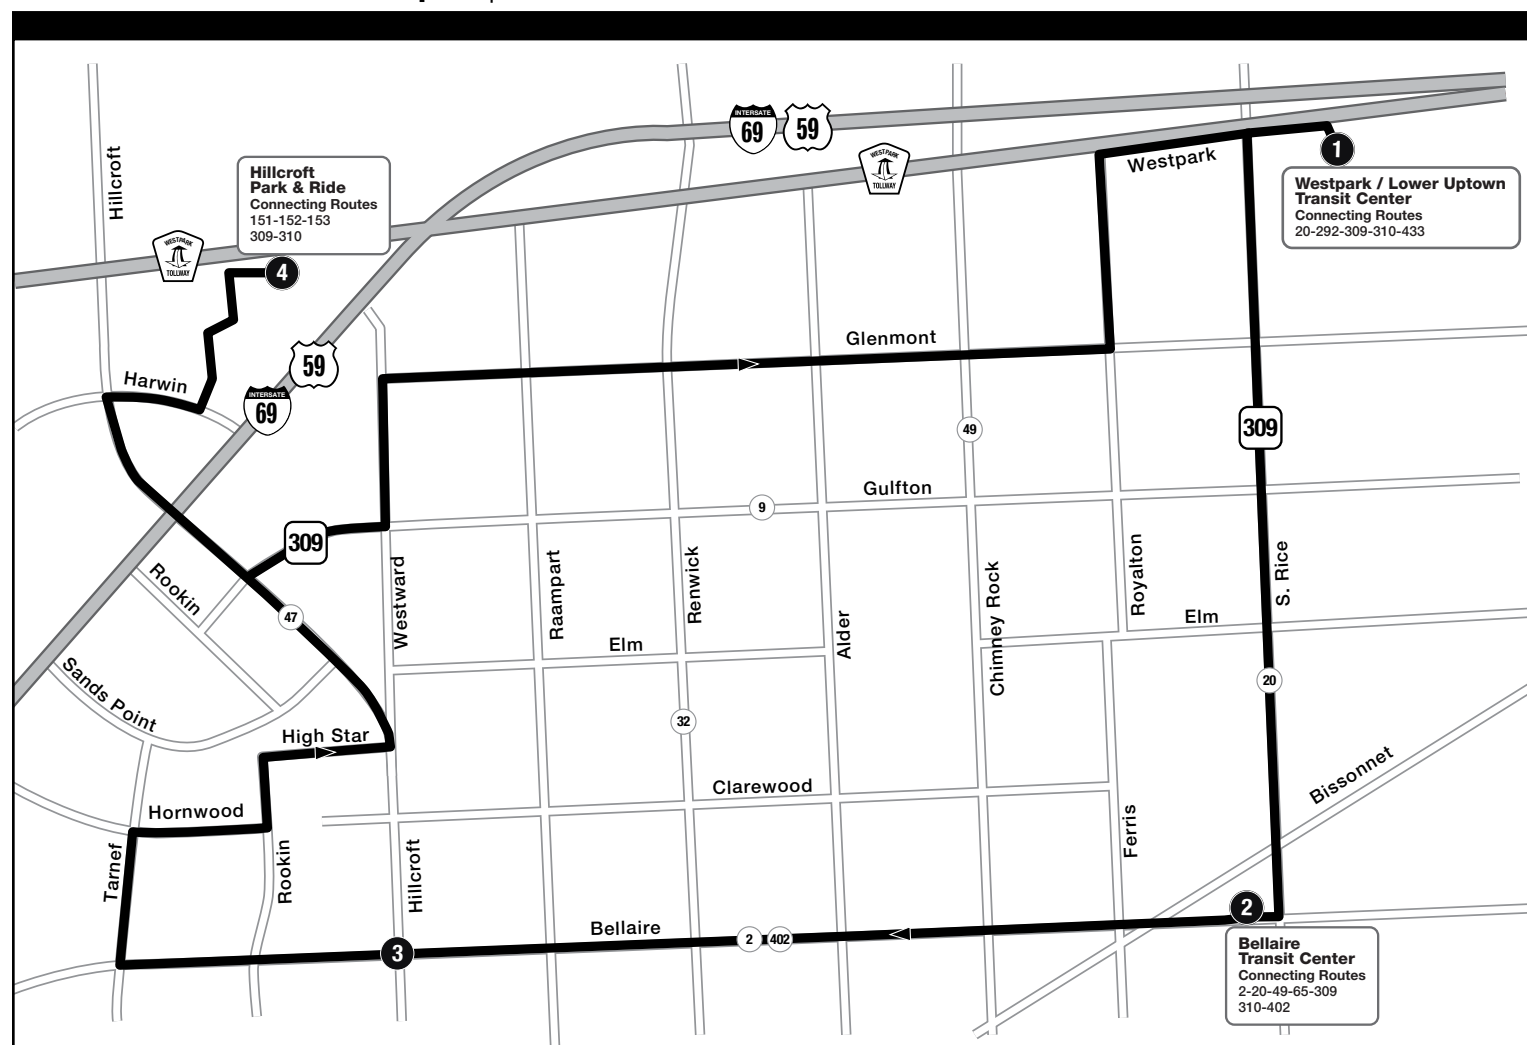 INTERSATE
69
59
WESTPARK
TOLLWAY
Westpark
1
Westpark / Lower Uptown
Transit Center
Connecting Routes
20-292-309-310-433
Hillcroft
Hillcroft
Park & Ride
Connecting Routes
151-152-153
309-310
WESTPARK
TOLLWAY
4
59
INTERSATE
69
Harwin
Glenmont
309
49
Gulfton
9
309
Rookin
47
Westward
Raampart
Renwick
Alder
Chimney Rock
Royalton
S. Rice
Elm
Elm
Sands Point
32
20
High Star
Hornwood
Clarewood
Bissonnet
Tarnef
Rookin
Hillcroft
Ferris
Bellaire
2
402
3
2
Bellaire
Transit Center
Connecting Routes
2-20-49-65-309
310-402